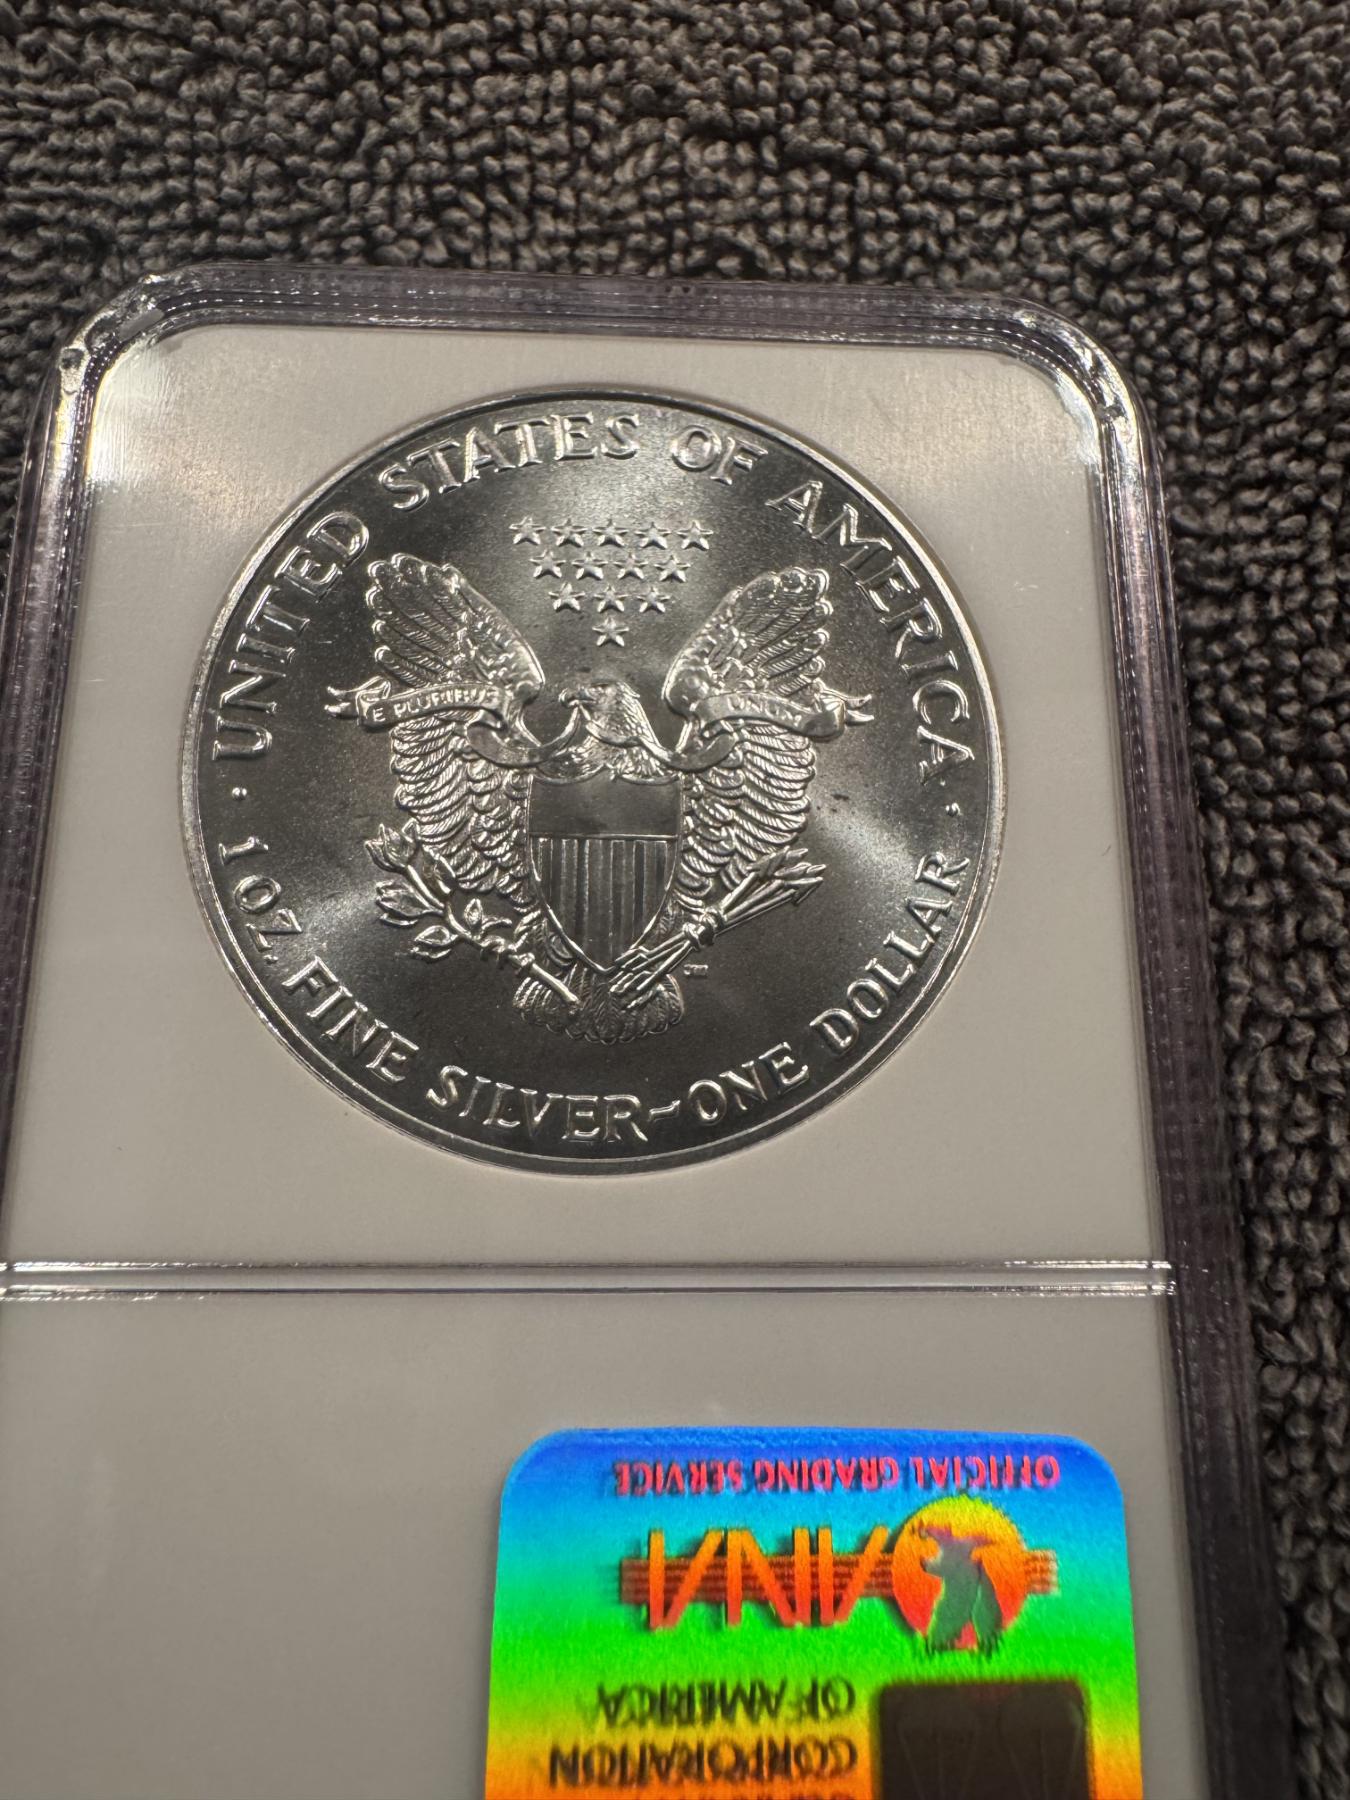 · UNITED STATES OF AMERICA ·
E PLURIBUS UNUM
1 OZ. FINE SILVER~ONE DOLLAR
OFFICIAL GRADING SERVICE
ANA
OF AMERICA
CORPORATION